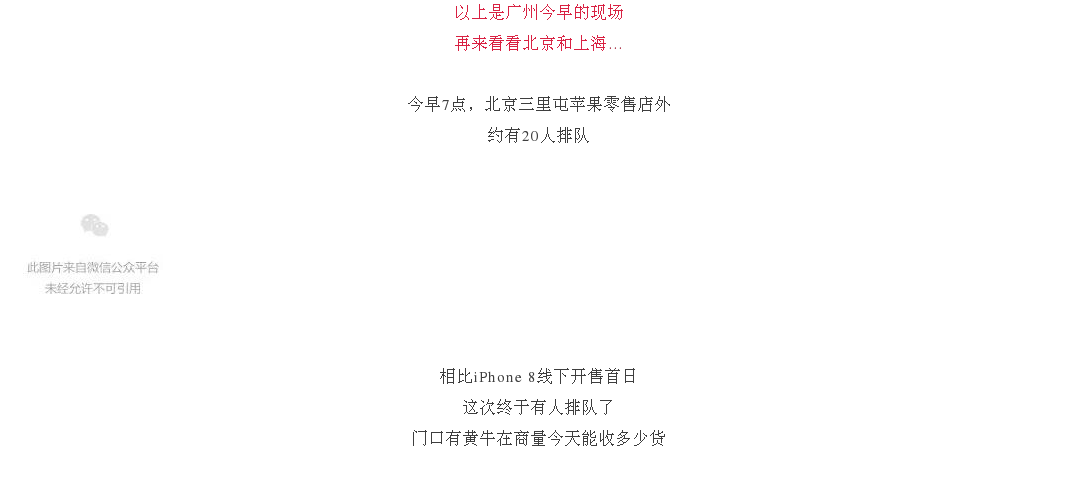 以上是广州今早的现场
再来看看北京和上海…
今早7点，北京三里屯苹果零售店外
约有20人排队
此图片来自微信公众平台
未经允许不可引用
相比iPhone 8线下开售首日
这次终于有人排队了
门口有黄牛在商量今天能收多少货